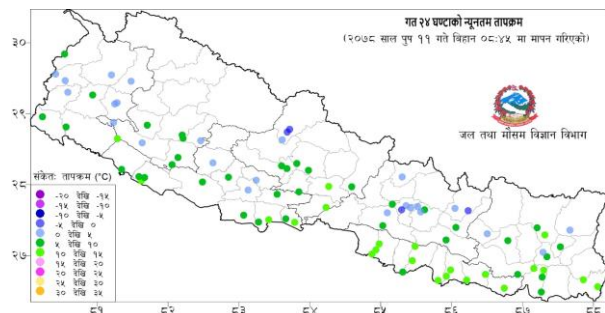 गत २४ घण्टाको न्यूनतम तापक्रम
(२०७८ साल पुष ११ गते बिहान ०८:४५ मा मापन गरिएको)
जल तथा मौसम विज्ञान विभाग
संकेतः तापक्रम (°C)
-२० देखि -१५
-१५ देखि -१०
-१० देखि -५
-५ देखि ०
० देखि ५
५ देखि १०
१० देखि १५
१५ देखि २०
२० देखि २५
२५ देखि ३०
३० देखि ३५
३०
२९
२८
२७
८१
८२
८३
८४
८५
८६
८७
८८